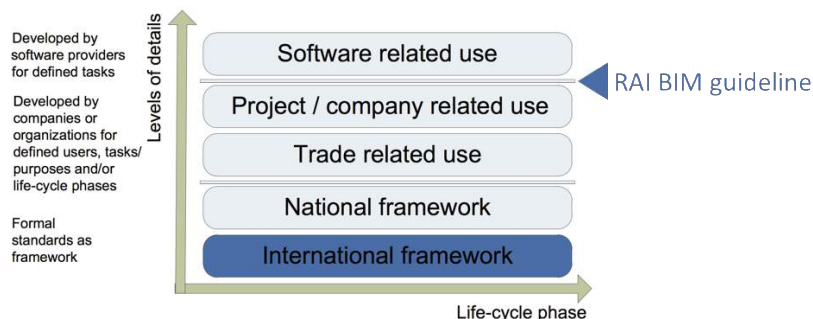 Developed by
software providers
for defined tasks
Developed by
companies or
organizations for
defined users, tasks/
purposes and/or
life-cycle phases
Formal
standards as
framework
Levels of details
Software related use
Project / company related use
Trade related use
National framework
International framework
Life-cycle phase
RAI BIM guideline